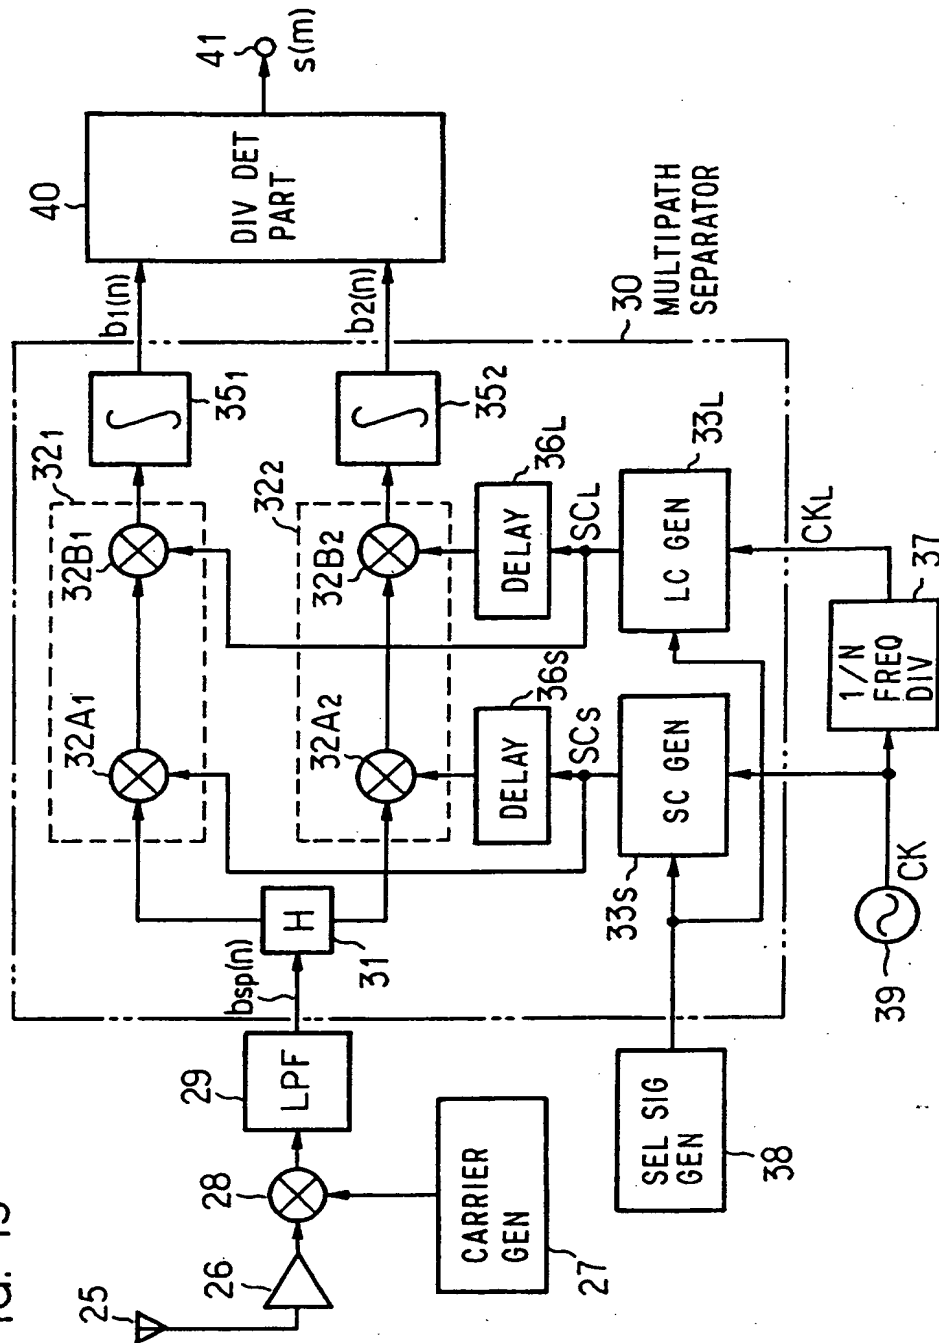 25
26
28
CARRIER
GEN
27
29
LPF
bsp(n)
H
31
32A1
32B1
321
∫
351
b1(n)
32A2
32B2
322
∫
352
b2(n)
40
DIV DET
PART
41
s(m)
DELAY
36S
DELAY
36L
SCS
SCL
SC GEN
33S
LC GEN
33L
30
MULTIPATH
SEPARATOR
SEL SIG
GEN
38
39
CK
1/N
FREQ
DIV
37
CKL